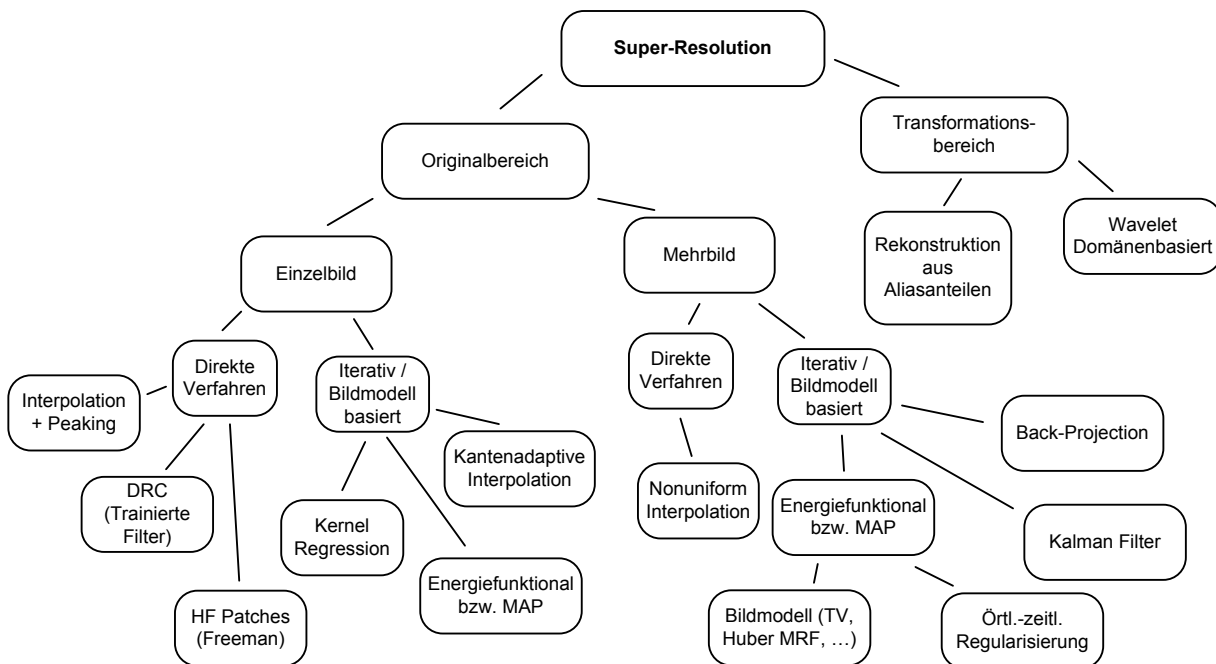 Super-Resolution
Transformations-
bereich
Originalbereich
Rekonstruktion
aus
Aliasanteilen
Wavelet
Domänenbasiert
Einzelbild
Mehrbild
Direkte
Verfahren
Iterativ /
Bildmodell
basiert
Direkte
Verfahren
Iterativ /
Bildmodell
basiert
Interpolation
+ Peaking
Kantenadaptive
Interpolation
Back-Projection
DRC
(Trainierte
Filter)
Kernel
Regression
Nonuniform
Interpolation
Energiefunktional
bzw. MAP
Kalman Filter
HF Patches
(Freeman)
Energiefunktional
bzw. MAP
Bildmodell (TV,
Huber MRF, …)
Örtl.-zeitl.
Regularisierung